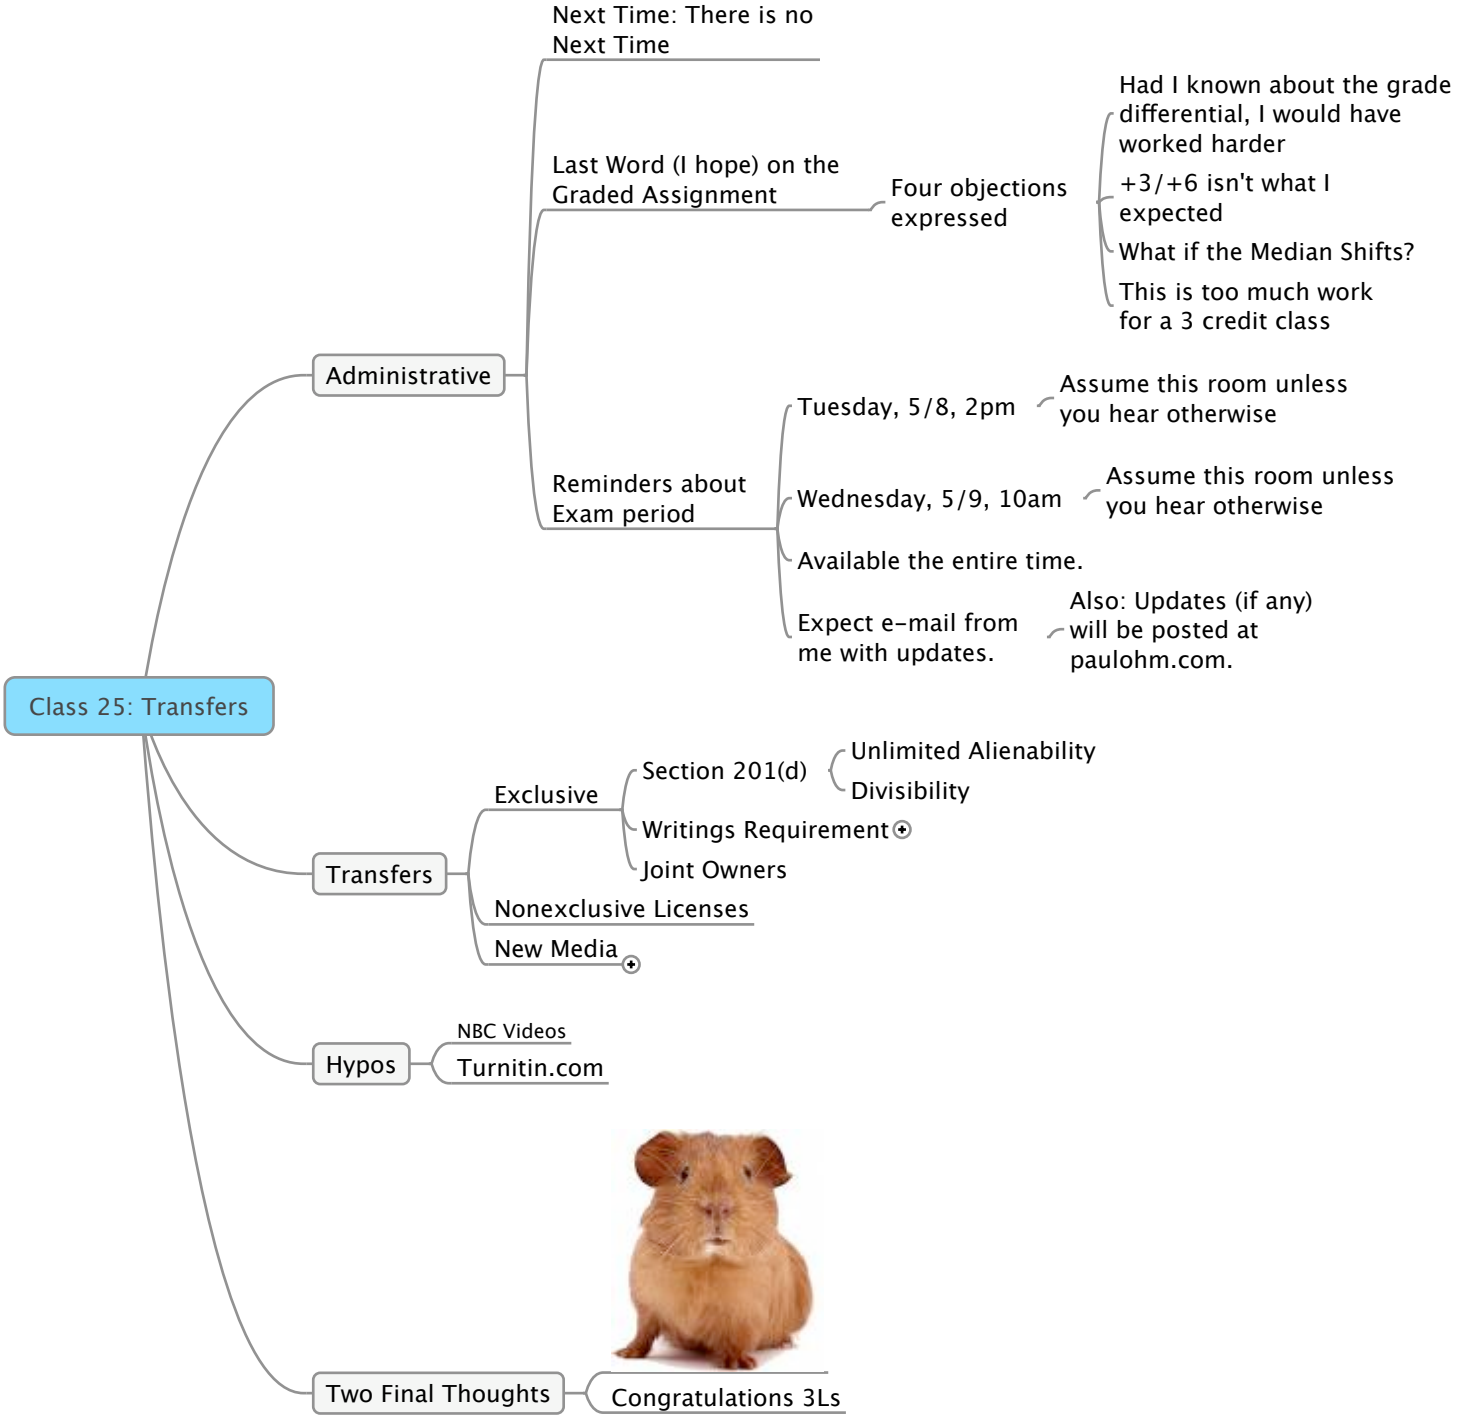 Next Time: There is no
Next Time
Had I known about the grade
differential, I would have
worked harder
Last Word (I hope) on the
Graded Assignment
Four objections
expressed
+3/+6 isn't what I
expected
What if the Median Shifts?
This is too much work
for a 3 credit class
Administrative
Tuesday, 5/8, 2pm
Assume this room unless
you hear otherwise
Reminders about
Exam period
Wednesday, 5/9, 10am
Assume this room unless
you hear otherwise
Available the entire time.
Expect e-mail from
me with updates.
Also: Updates (if any)
will be posted at
paulohm.com.
Class 25: Transfers
Transfers
Exclusive
Section 201(d)
Unlimited Alienability
Divisibility
Writings Requirement
Joint Owners
Nonexclusive Licenses
New Media
Hypos
NBC Videos
Turnitin.com
Two Final Thoughts
Congratulations 3Ls